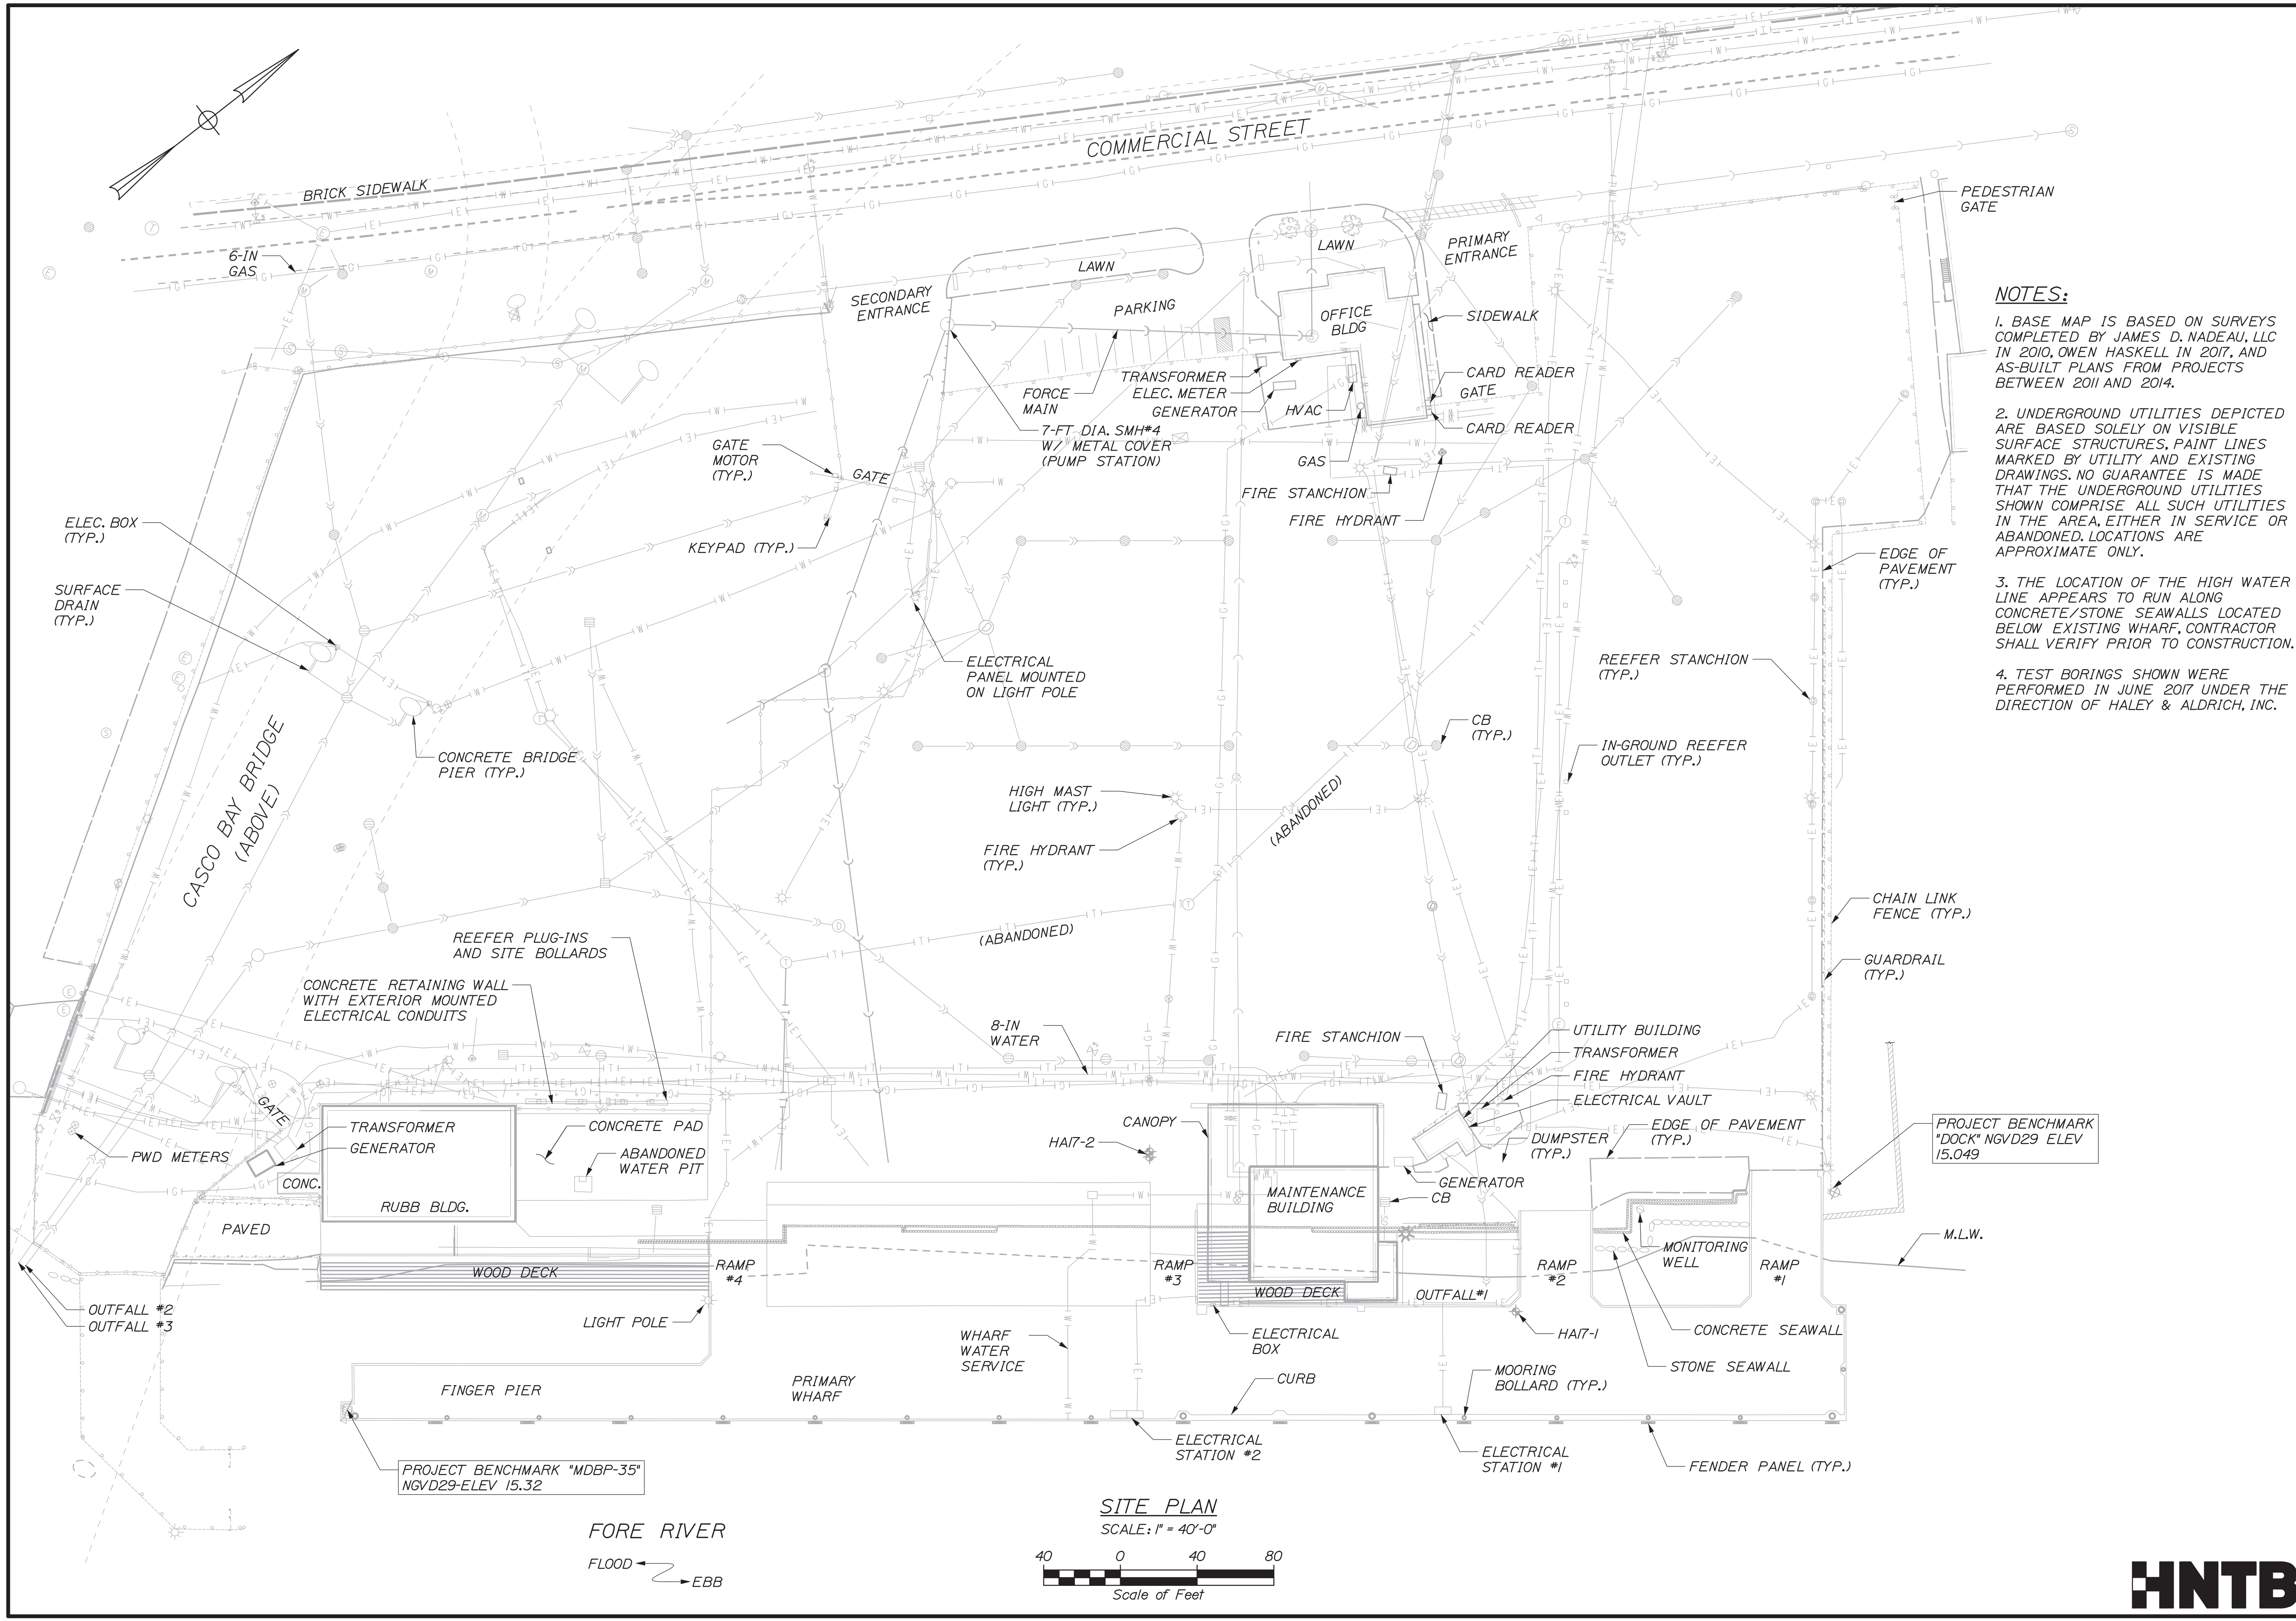 COMMERCIAL STREET
BRICK SIDEWALK
6-IN
GAS
SECONDARY
ENTRANCE
LAWN
PARKING
LAWN
OFFICE
BLDG
PRIMARY
ENTRANCE
PEDESTRIAN
GATE
SIDEWALK
TRANSFORMER
ELEC. METER
GENERATOR
HVAC
CARD READER
GATE
CARD READER
GAS
FORCE
MAIN
7-FT DIA. SMH#4
W/ METAL COVER
(PUMP STATION)
GATE
MOTOR
(TYP.)
GATE
KEYPAD (TYP.)
FIRE STANCHION
FIRE HYDRANT
NOTES:
1. BASE MAP IS BASED ON SURVEYS
COMPLETED BY JAMES D. NADEAU, LLC
IN 2010, OWEN HASKELL IN 2017, AND
AS-BUILT PLANS FROM PROJECTS
BETWEEN 2011 AND 2014.
2. UNDERGROUND UTILITIES DEPICTED
ARE BASED SOLELY ON VISIBLE
SURFACE STRUCTURES, PAINT LINES
MARKED BY UTILITY AND EXISTING
DRAWINGS. NO GUARANTEE IS MADE
THAT THE UNDERGROUND UTILITIES
SHOWN COMPRISE ALL SUCH UTILITIES
IN THE AREA, EITHER IN SERVICE OR
ABANDONED. LOCATIONS ARE
APPROXIMATE ONLY.
3. THE LOCATION OF THE HIGH WATER
LINE APPEARS TO RUN ALONG
CONCRETE/STONE SEAWALLS LOCATED
BELOW EXISTING WHARF, CONTRACTOR
SHALL VERIFY PRIOR TO CONSTRUCTION.
4. TEST BORINGS SHOWN WERE
PERFORMED IN JUNE 2017 UNDER THE
DIRECTION OF HALEY & ALDRICH, INC.
ELEC. BOX
(TYP.)
SURFACE
DRAIN
(TYP.)
CASCO BAY BRIDGE
(ABOVE)
CONCRETE BRIDGE
PIER (TYP.)
ELECTRICAL
PANEL MOUNTED
ON LIGHT POLE
EDGE OF
PAVEMENT
(TYP.)
REEFER STANCHION
(TYP.)
CB
(TYP.)
IN-GROUND REEFER
OUTLET (TYP.)
HIGH MAST
LIGHT (TYP.)
(ABANDONED)
FIRE HYDRANT
(TYP.)
(ABANDONED)
CHAIN LINK
FENCE (TYP.)
GUARDRAIL
(TYP.)
REEFER PLUG-INS
AND SITE BOLLARDS
CONCRETE RETAINING WALL
WITH EXTERIOR MOUNTED
ELECTRICAL CONDUITS
8-IN
WATER
FIRE STANCHION
UTILITY BUILDING
TRANSFORMER
FIRE HYDRANT
ELECTRICAL VAULT
GATE
TRANSFORMER
GENERATOR
PWD METERS
CONC.
RUBB BLDG.
PAVED
CONCRETE PAD
ABANDONED
WATER PIT
CANOPY
HA17-2
MAINTENANCE
BUILDING
GENERATOR
CB
DUMPSTER
(TYP.)
EDGE OF PAVEMENT
(TYP.)
PROJECT BENCHMARK
"DOCK" NGVD29 ELEV
15.049
M.L.W.
MONITORING
WELL
RAMP
#1
RAMP
#2
RAMP
#3
RAMP
#4
WOOD DECK
WOOD DECK
OUTFALL#1
OUTFALL #2
OUTFALL #3
LIGHT POLE
WHARF
WATER
SERVICE
ELECTRICAL
BOX
HA17-1
CONCRETE SEAWALL
STONE SEAWALL
MOORING
BOLLARD (TYP.)
CURB
FINGER PIER
PRIMARY
WHARF
ELECTRICAL
STATION #2
ELECTRICAL
STATION #1
FENDER PANEL (TYP.)
PROJECT BENCHMARK "MDBP-35"
NGVD29-ELEV 15.32
FORE RIVER
FLOOD
EBB
SITE PLAN
SCALE: 1" = 40'-0"
40 0 40 80
Scale of Feet
HNTB